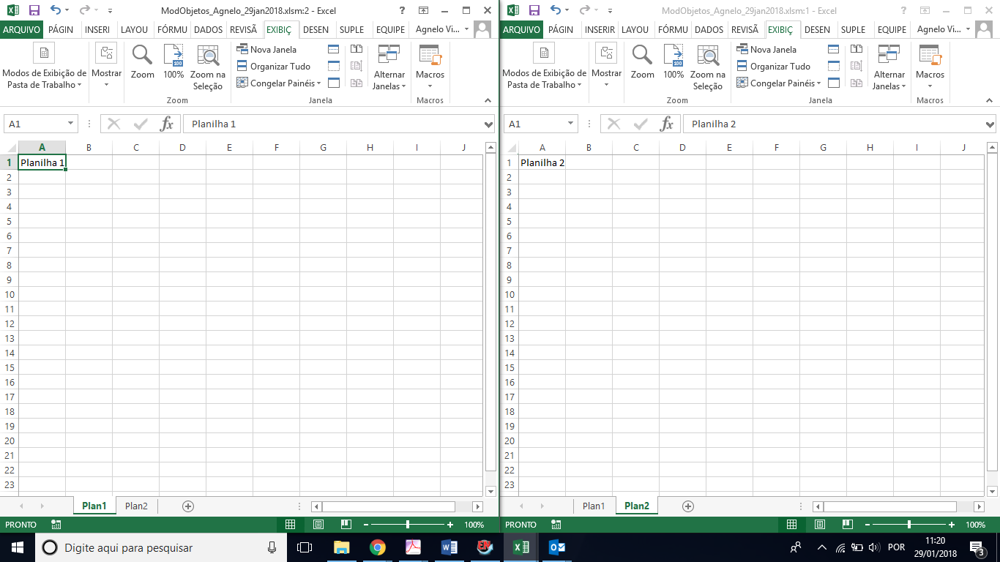 ModObjetos_Agnelo_29jan2018.xlsm:2 - Excel
ARQUIVO PÁGIN INSERI LAYOU FÓRMU DADOS REVISÃ EXIBIÇ DESEN SUPLE EQUIPE Agnelo Vi...
Modos de Exibição de Pasta de Trabalho
Mostrar
Zoom
100
100%
Zoom na Seleção
Zoom
Nova Janela
Organizar Tudo
Congelar Painéis
Alternar Janelas
Janela
Macros
Macros
A1 fx Planilha 1
A B C D E F G H I J
1 Planilha 1
2
3
4
5
6
7
8
9
10
11
12
13
14
15
16
17
18
19
20
21
22
23
Plan1 Plan2
PRONTO 100%
ModObjetos_Agnelo_29jan2018.xlsm:1 - Excel
ARQUIVO PÁGIN INSERIR LAYOU FÓRMU DADOS REVISÃ EXIBIÇ DESEN SUPLE EQUIPE Agnelo Vi...
Modos de Exibição de Pasta de Trabalho
Mostrar
Zoom
100
100%
Zoom na Seleção
Zoom
Nova Janela
Organizar Tudo
Congelar Painéis
Alternar Janelas
Janela
Macros
Macros
A1 fx Planilha 2
A B C D E F G H I J
1 Planilha 2
2
3
4
5
6
7
8
9
10
11
12
13
14
15
16
17
18
19
20
21
22
23
Plan1 Plan2
PRONTO 100%
Digite aqui para pesquisar
POR
11:20
29/01/2018
3